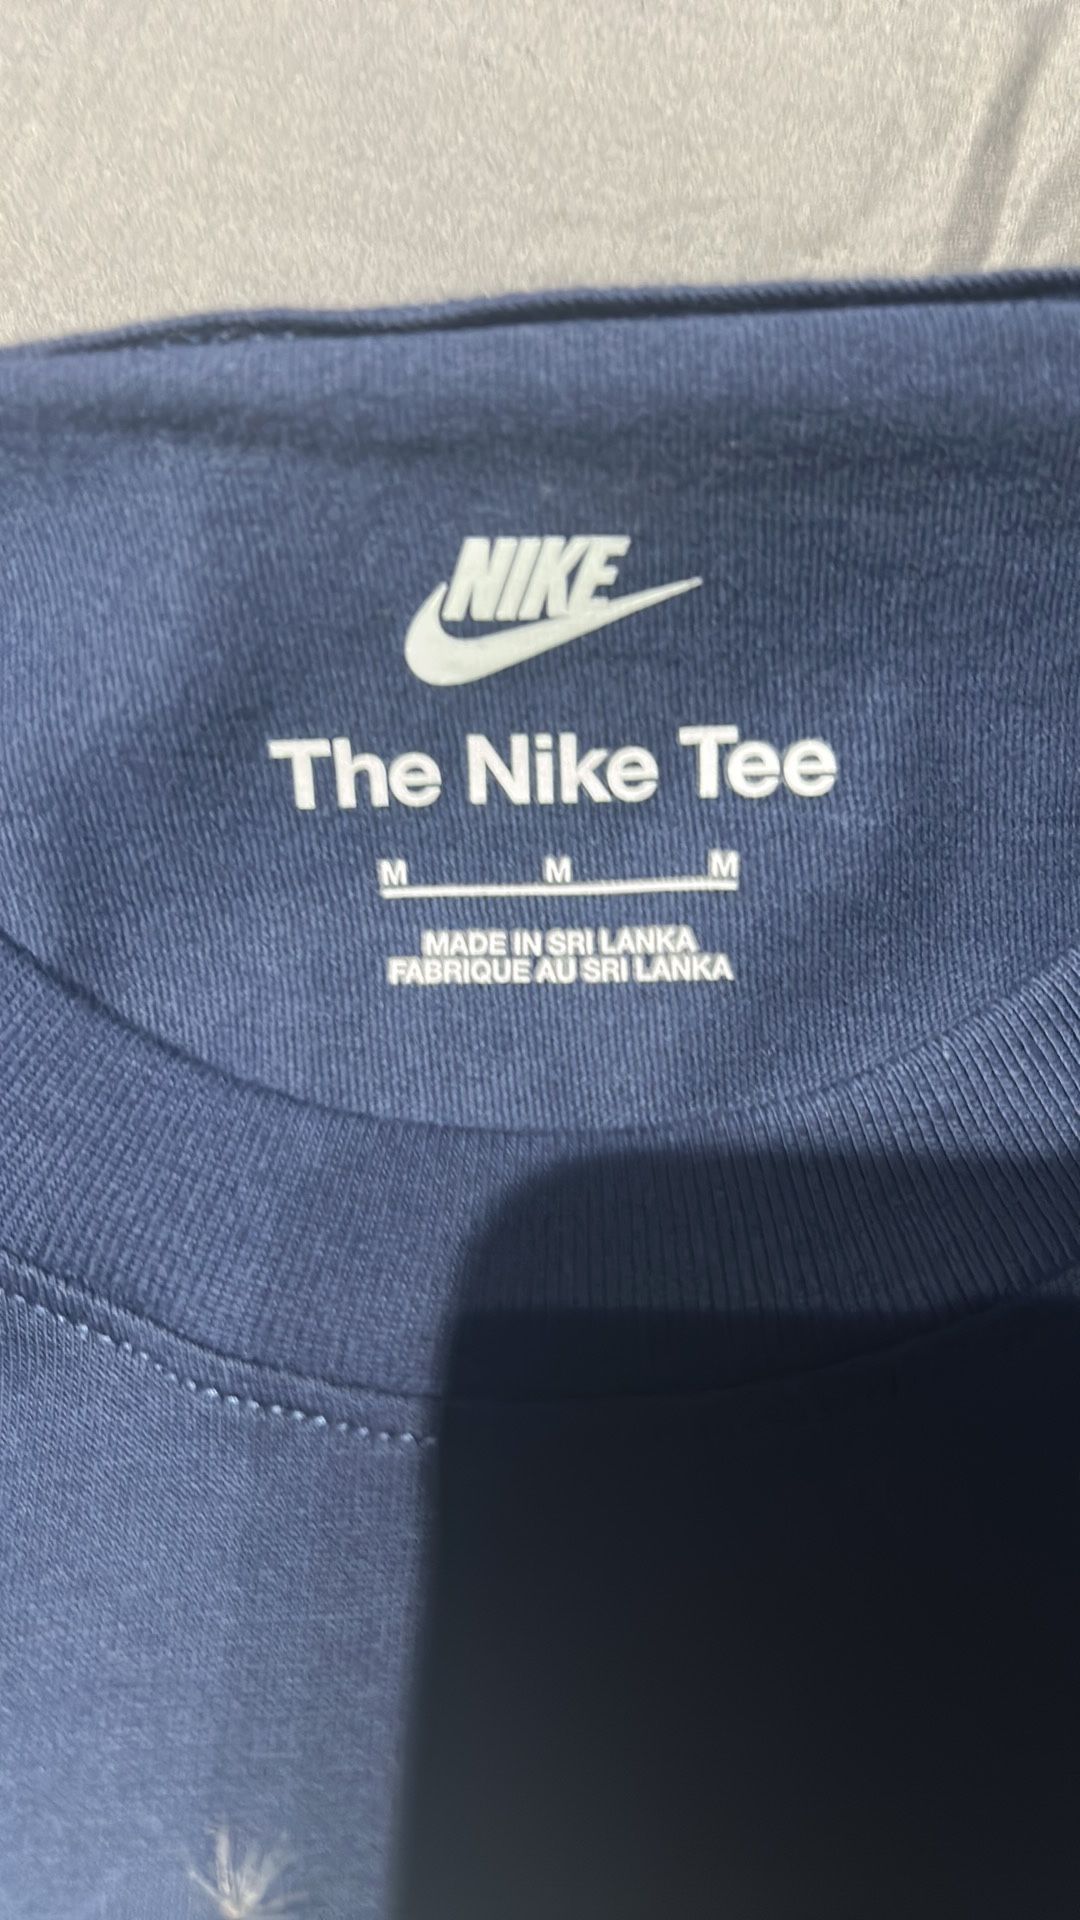 NIKE
The Nike Tee
M M M
MADE IN SRI LANKA
FABRIQUE AU SRI LANKA